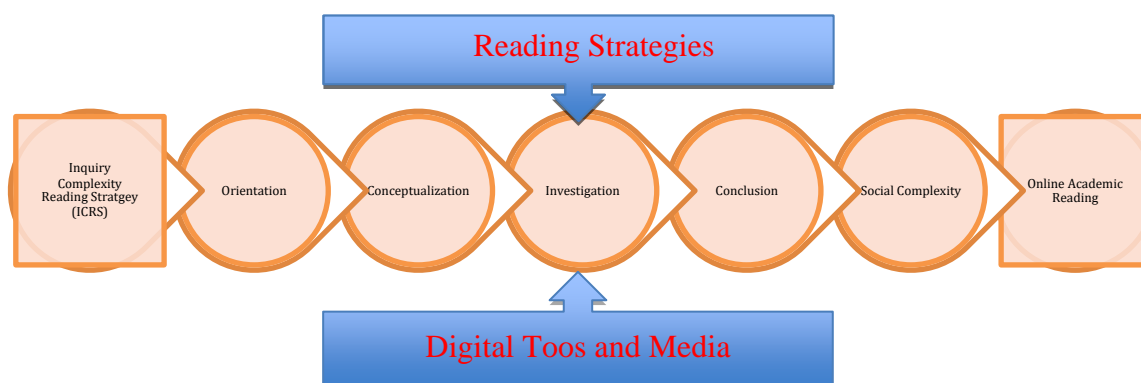 Reading Strategies
Inquiry
Complexity
Reading Stratgey
(ICRS)
Orientation
Conceptualization
Investigation
Conclusion
Social Complexity
Online Academic
Reading
Digital Toos and Media